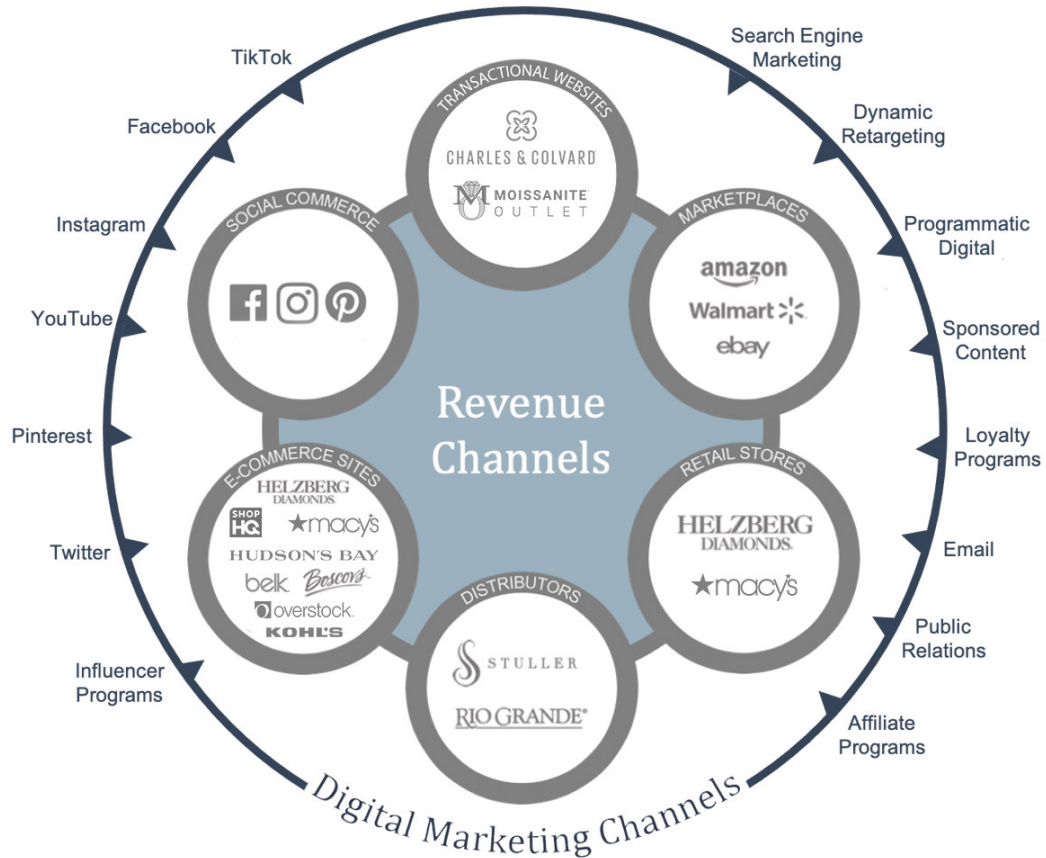 TikTok
Facebook
Instagram
YouTube
Pinterest
Twitter
Influencer
Programs
Search Engine
Marketing
Dynamic
Retargeting
Programmatic
Digital
Sponsored
Content
Loyalty
Programs
Email
Public
Relations
Affiliate
Programs
TRANSACTIONAL WEBSITES
CHARLES & COLVARD
MO MOISSANITE
OUTLET
SOCIAL COMMERCE
MARKETPLACES
amazon
Walmart
ebay
Revenue
Channels
E-COMMERCE SITES
HELZBERG
DIAMONDS.
SHOP
HQ
macy's
HUDSON'S BAY
belk Boscov's
overstock.
KOHL'S
RETAIL STORES
HELZBERG
DIAMONDS.
macy's
DISTRIBUTORS
STULLER
RIO GRANDE®
Digital Marketing Channels